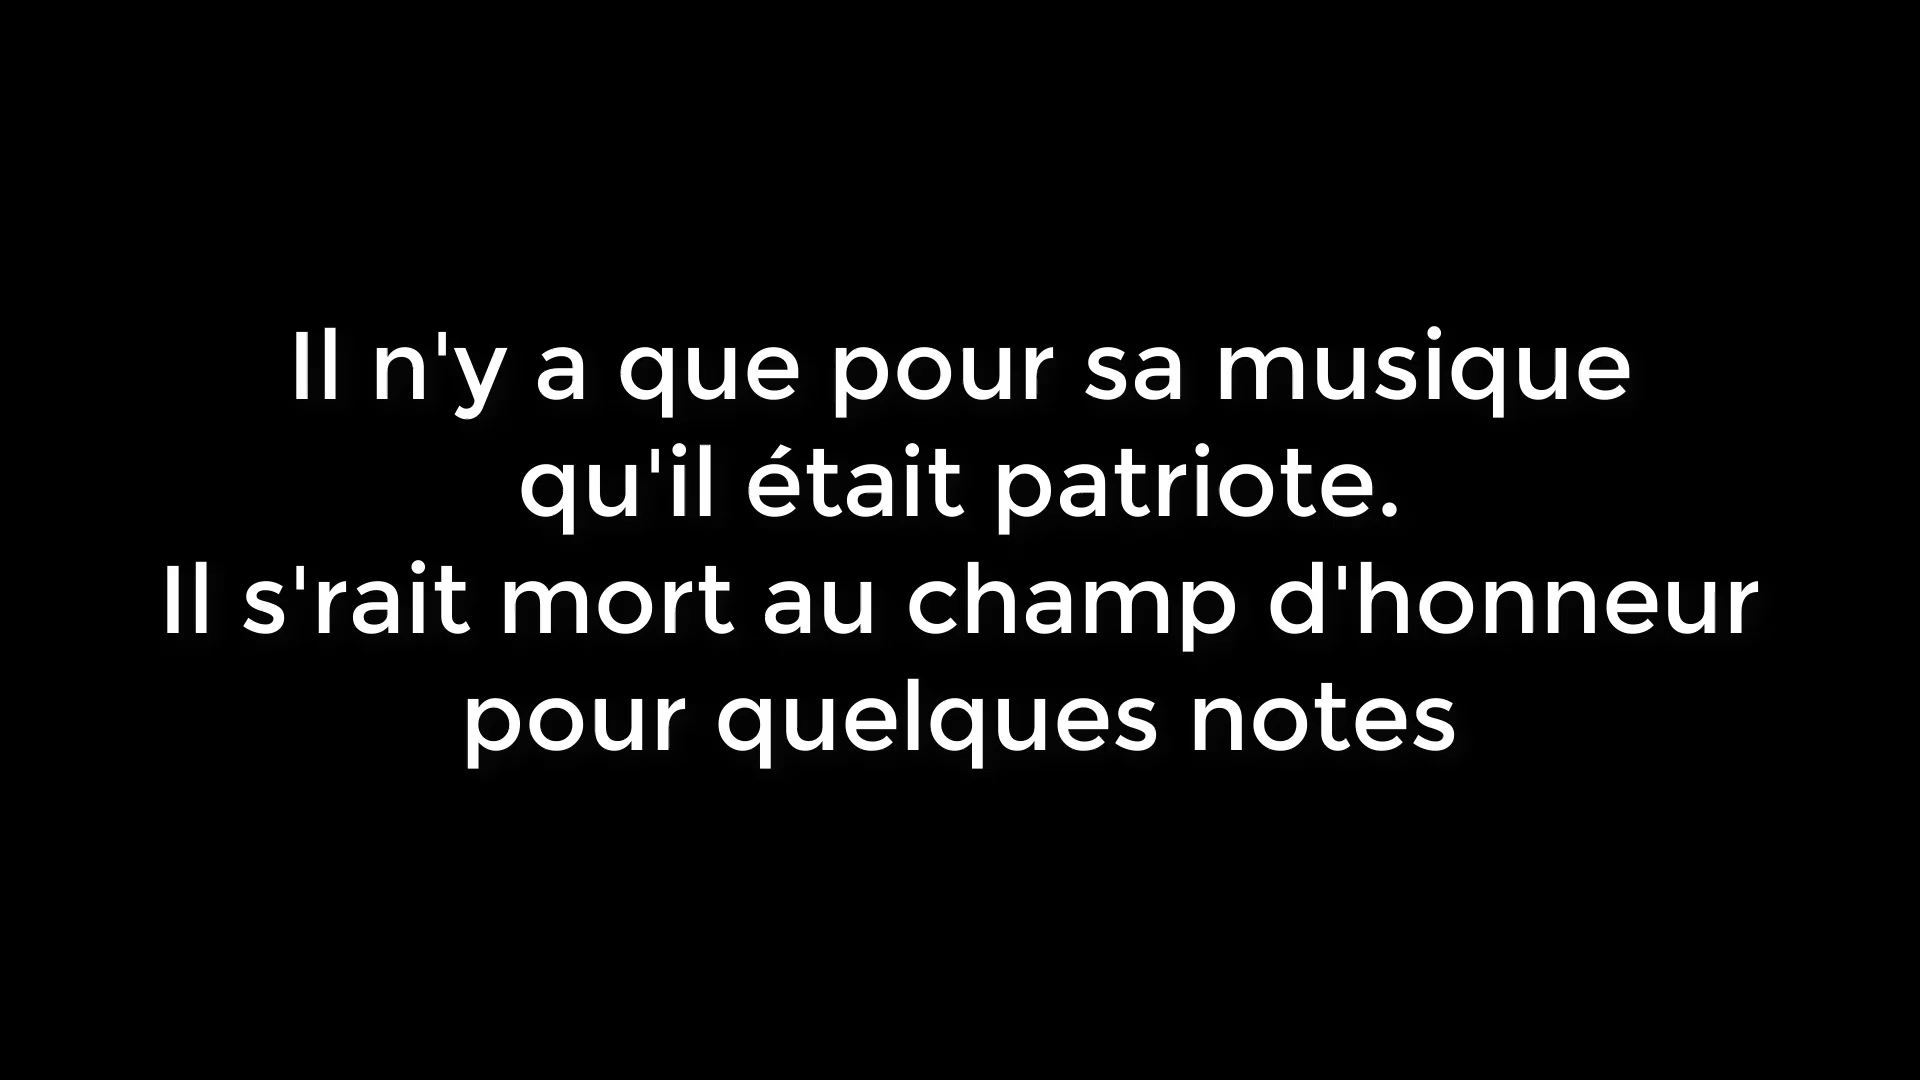 Il n'y a que pour sa musique
qu'il était patriote.
Il s'rait mort au champ d'honneur
pour quelques notes